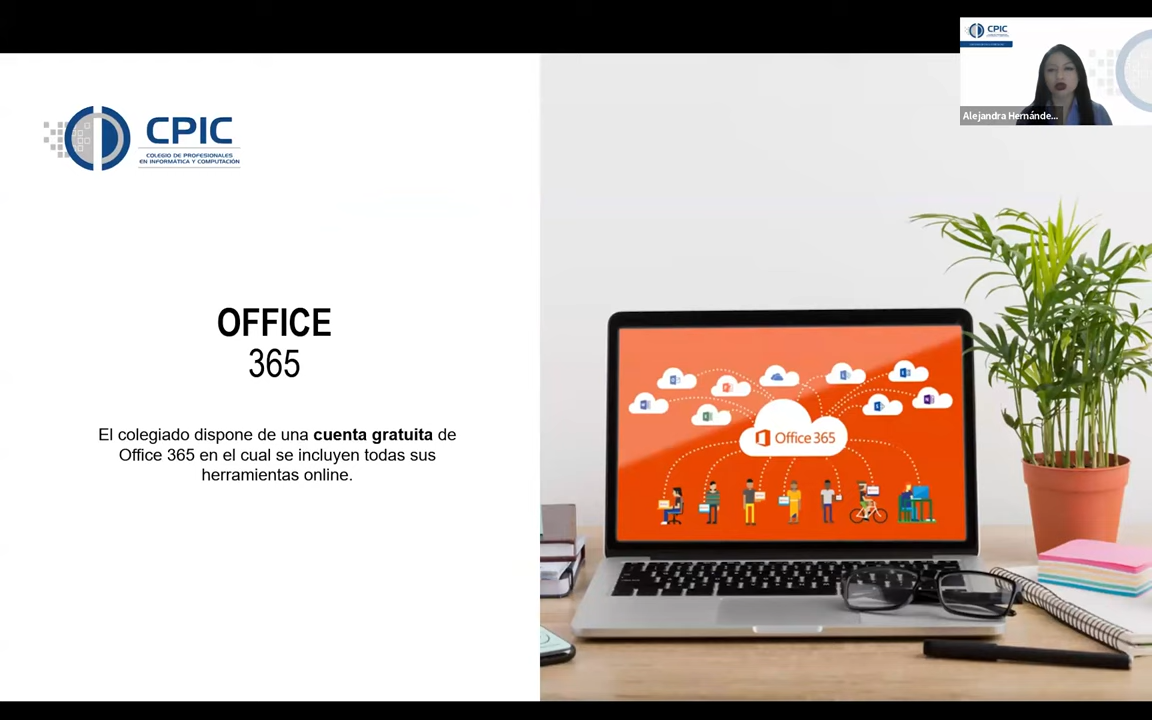 CPIC
COLEGIO DE PROFESIONALES
EN INFORMÁTICA Y COMPUTACIÓN
CPIC
Alejandra Hernánde...
OFFICE
365
El colegiado dispone de una cuenta gratuita de
Office 365 en el cual se incluyen todas sus
herramientas online.
Office 365